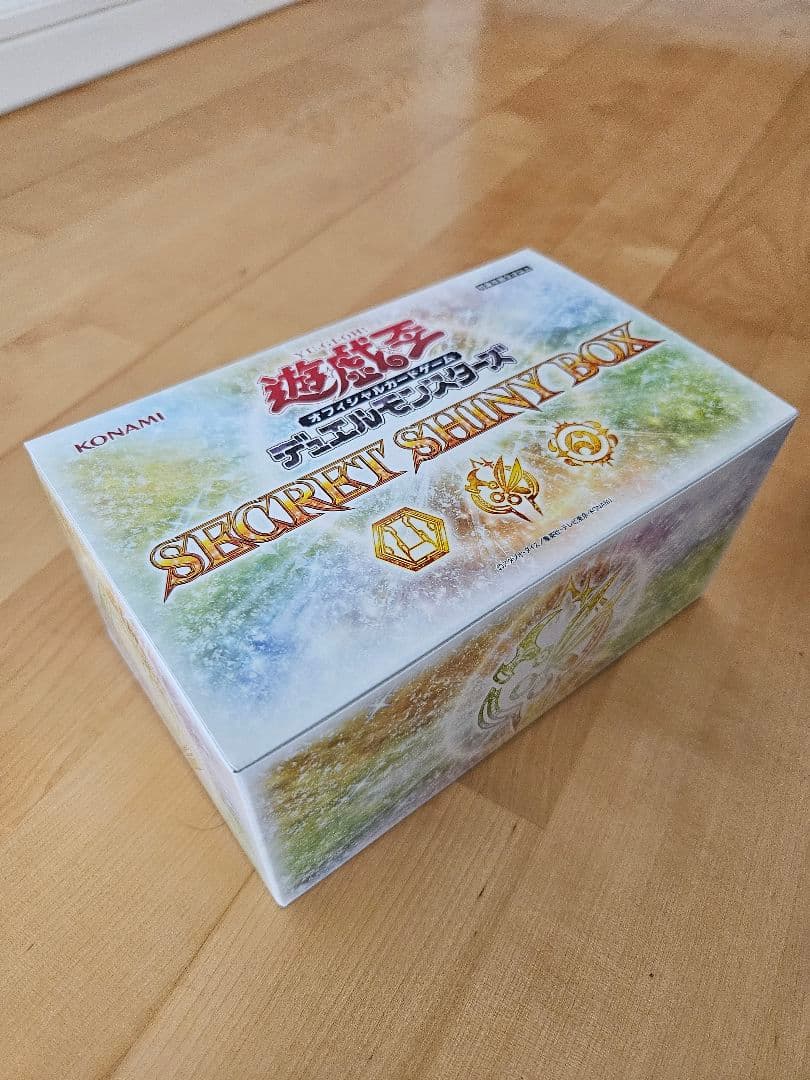 YU-GI-OH!
遊戯王
オフィシャルカードゲーム
デュエルモンスターズ
KONAMI
SECRET SHINY BOX